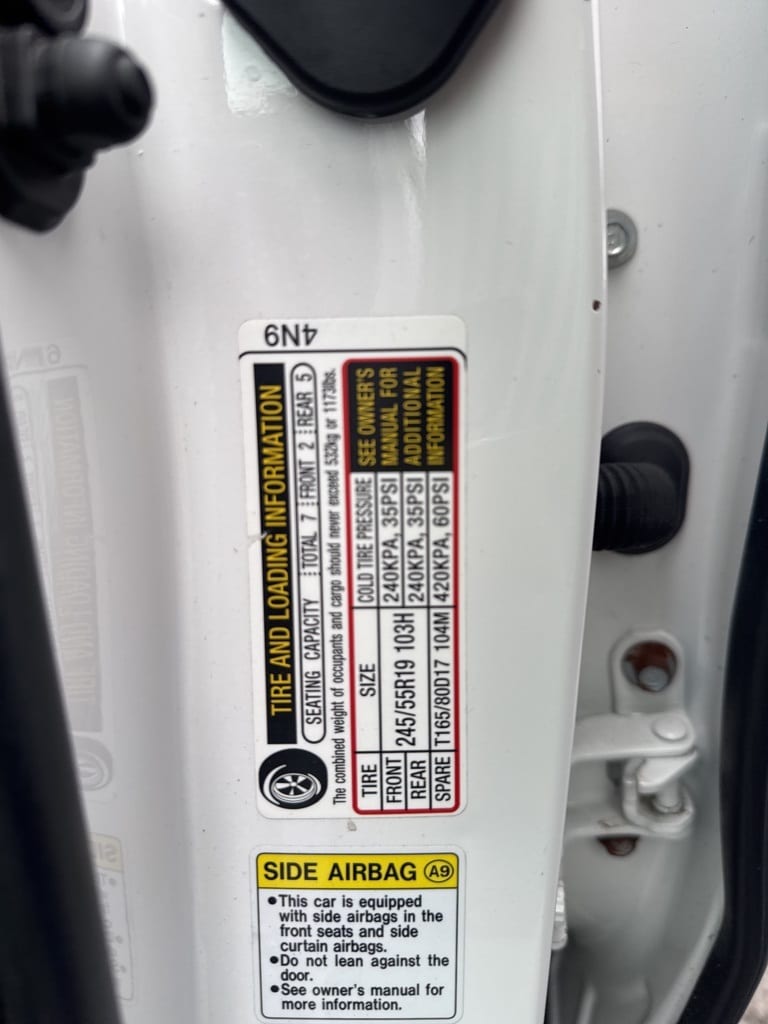 4N9
TIRE AND LOADING INFORMATION
SEATING CAPACITY TOTAL 7 FRONT 2 REAR 5
The combined weight of occupants and cargo should never exceed 532kg or 1173lbs.
TIRE SIZE COLD TIRE PRESSURE SEE OWNER'S
FRONT 245/55R19 103H 240KPA, 35PSI MANUAL FOR
REAR 240KPA, 35PSI ADDITIONAL
SPARE T165/80D17 104M 420KPA, 60PSI INFORMATION
SIDE AIRBAG A9
●This car is equipped
with side airbags in the
front seats and side
curtain airbags.
●Do not lean against the
door.
●See owner's manual for
more information.